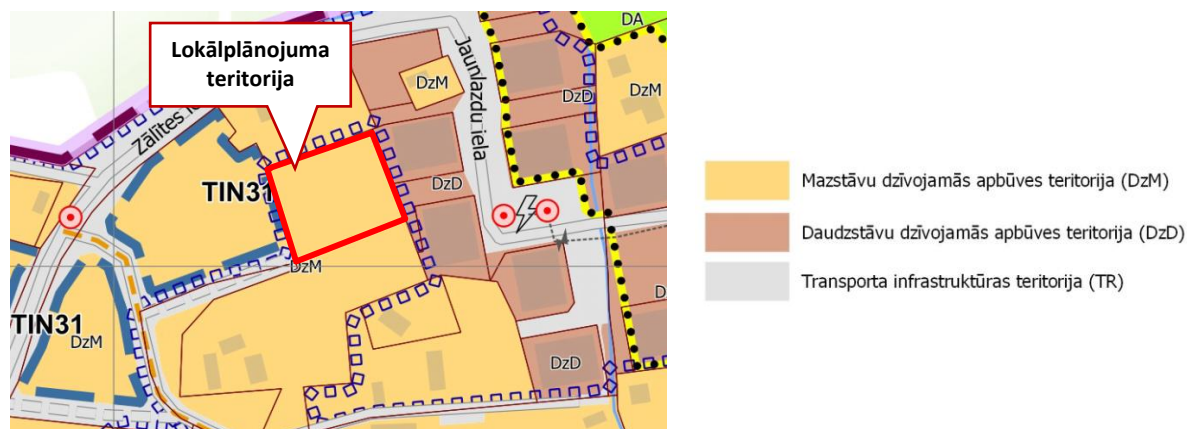 Lokālplānojuma
teritorija
DA
Jaunlazdu iela
DzM
DzD
DzM
Zālītes
TIN31
DzD
DzM
TIN31
DzM
DzD
Mazstāvu dzīvojamās apbūves teritorija (DzM)
Daudzstāvu dzīvojamās apbūves teritorija (DzD)
Transporta infrastruktūras teritorija (TR)